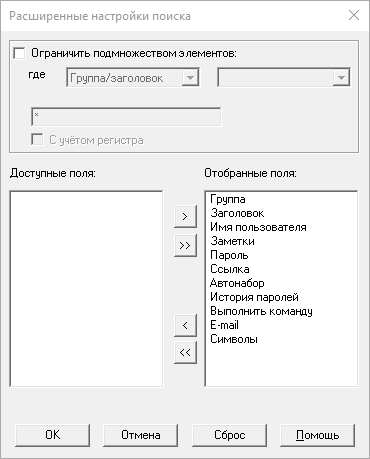 Расширенные настройки поиска
Ограничить подмножеством элементов:
где Группа/заголовок
*
С учётом регистра
Доступные поля: Отобранные поля:
Группа
Заголовок
Имя пользователя
Заметки
Пароль
Ссылка
Автонабор
История паролей
Выполнить команду
E-mail
Символы
>
>>
<
<<
OK Отмена Сброс Помощь